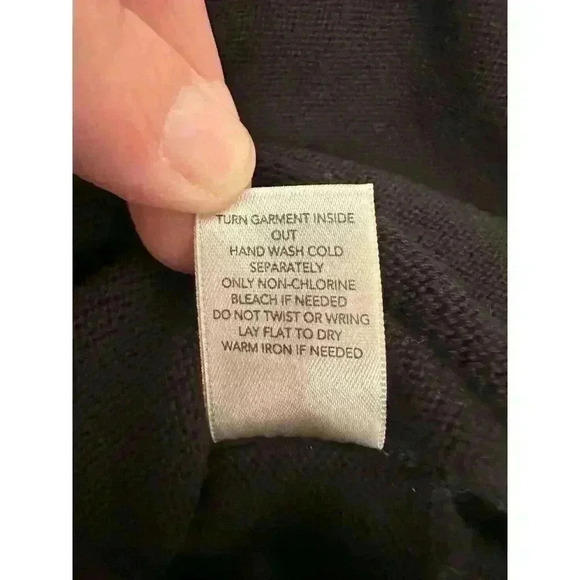 TURN GARMENT INSIDE
OUT
HAND WASH COLD
SEPARATELY
ONLY NON-CHLORINE
BLEACH IF NEEDED
DO NOT TWIST OR WRING
LAY FLAT TO DRY
WARM IRON IF NEEDED